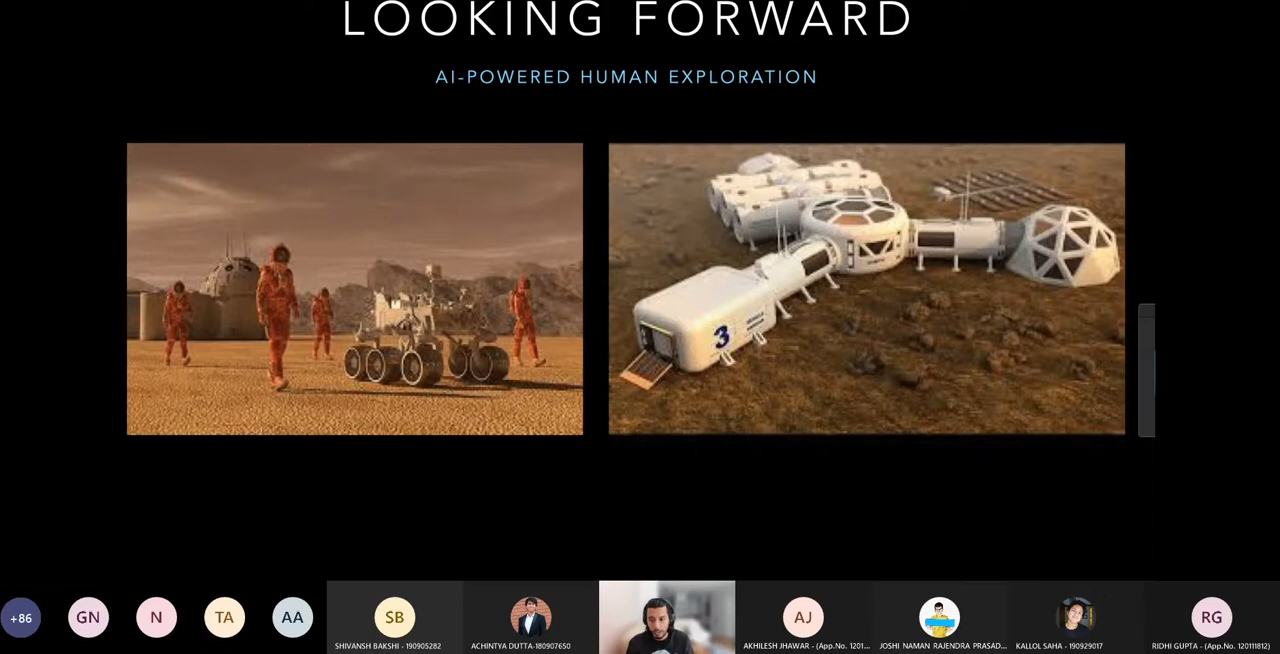 LOOKING FORWARD
AI-POWERED HUMAN EXPLORATION
3
+86
GN
N
TA
AA
SB
SHIVANSH BAKSHI - 190905282
ACHINTYA DUTTA-180907650
AJ
AKHILESH JHAWAR - (App.No. 1201...
JOSHI NAMAN RAJENDRA PRASAD...
KALLOL SAHA - 190929017
RG
RIDHI GUPTA - (App.No. 120111812)